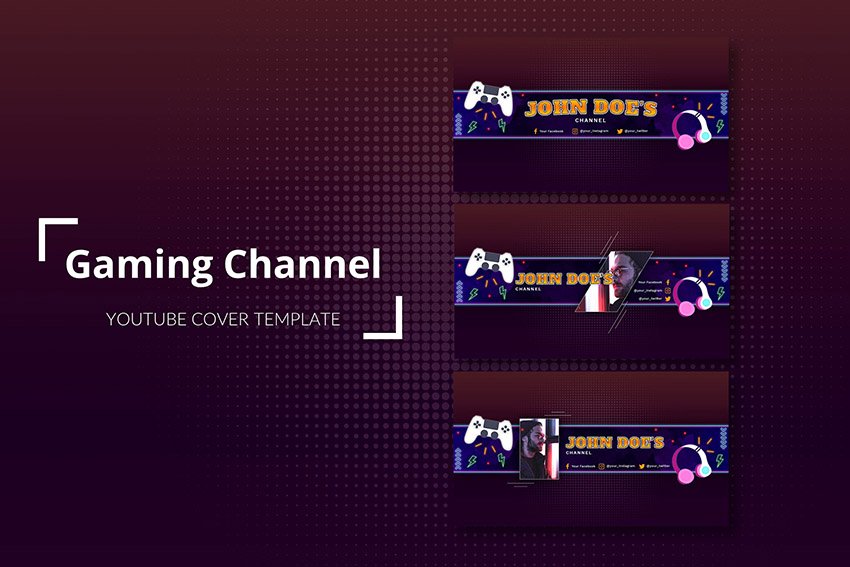 Gaming Channel
YOUTUBE COVER TEMPLATE
JOHN DOE's
CHANNEL
Your Facebook @your_instagram @your_twitter
JOHN DOE'S
CHANNEL
Your Facebook
@your_instagram
@your_twitter
JOHN DOE'S
CHANNEL
Your Facebook @your_instagram @your_twitter